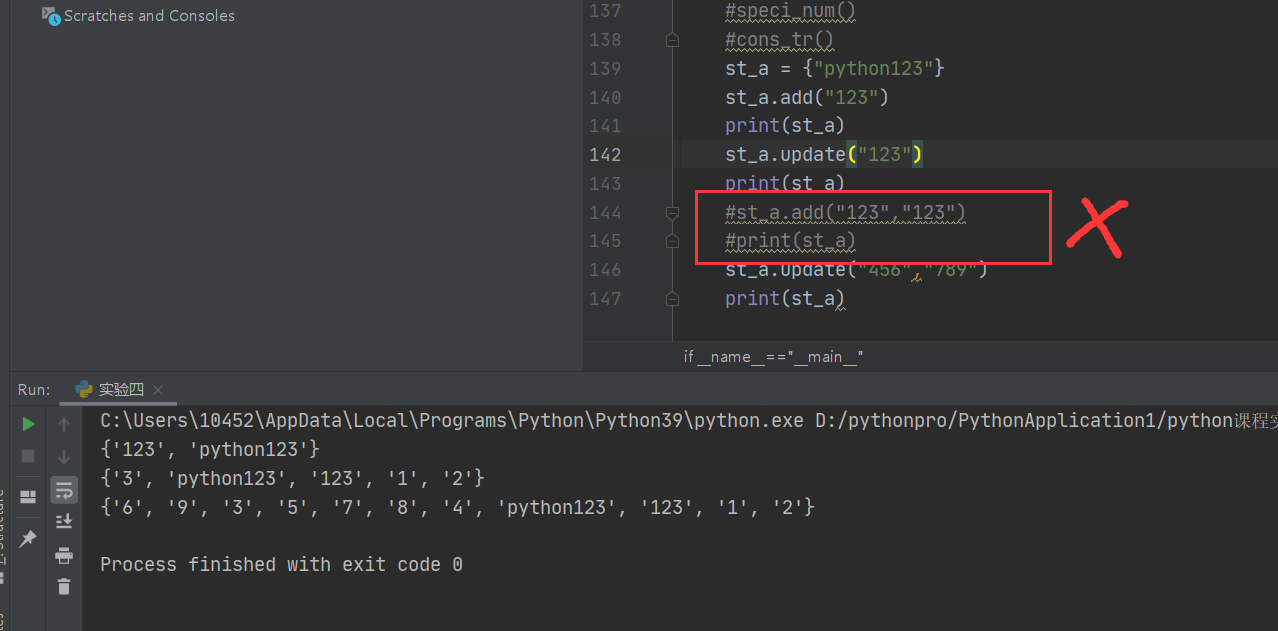 Scratches and Consoles
137 #speci_num()
138 #cons_tr()
139 st_a = {"python123"}
140 st_a.add("123")
141 print(st_a)
142 st_a.update("123")
143 print(st_a)
144 #st_a.add("123","123")
145 #print(st_a)
146 st_a.update("456","789")
147 print(st_a)
if __name__=="__main__"
Run: 实验四
C:\Users\10452\AppData\Local\Programs\Python\Python39\python.exe D:/pythonpro/PythonApplication1/python课程实
{'123', 'python123'}
{'3', 'python123', '123', '1', '2'}
{'6', '9', '3', '5', '7', '8', '4', 'python123', '123', '1', '2'}
Process finished with exit code 0